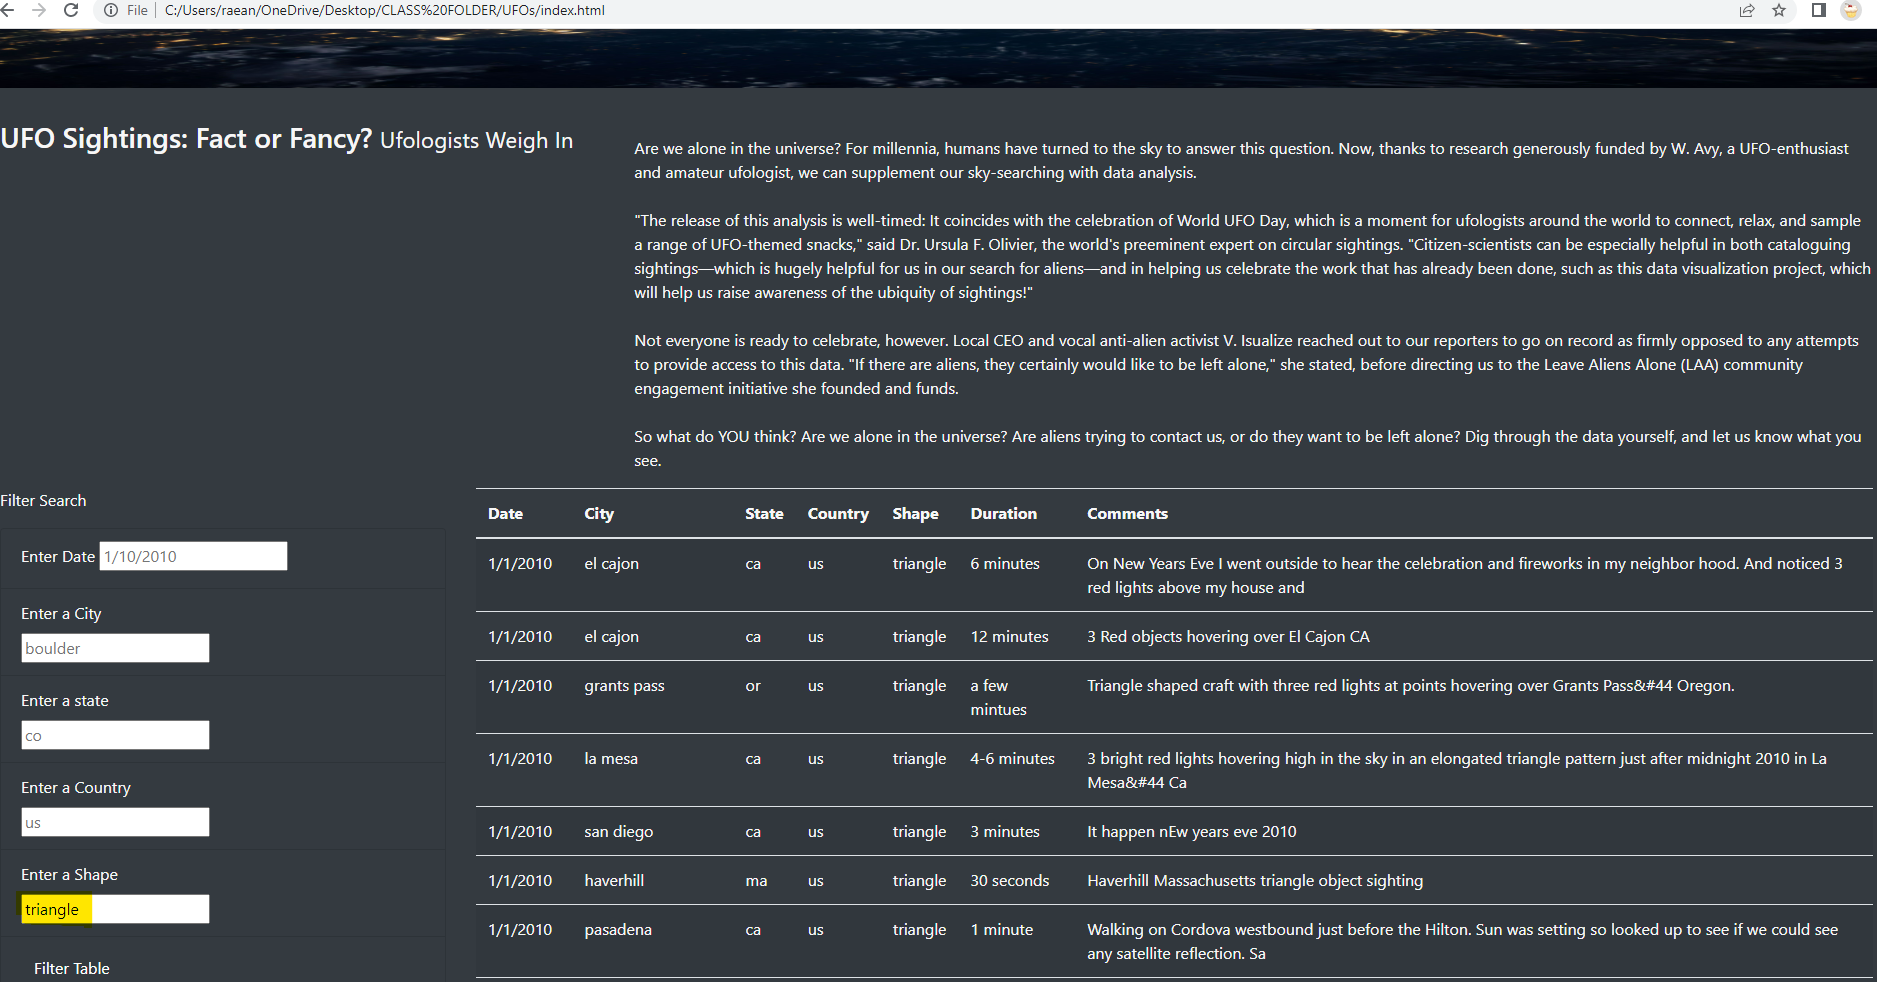 File C:/Users/raean/OneDrive/Desktop/CLASS%20FOLDER/UFOs/index.html
UFO Sightings: Fact or Fancy? Ufologists Weigh In
Are we alone in the universe? For millennia, humans have turned to the sky to answer this question. Now, thanks to research generously funded by W. Avy, a UFO-enthusiast
and amateur ufologist, we can supplement our sky-searching with data analysis.
"The release of this analysis is well-timed: It coincides with the celebration of World UFO Day, which is a moment for ufologists around the world to connect, relax, and sample
a range of UFO-themed snacks," said Dr. Ursula F. Olivier, the world's preeminent expert on circular sightings. "Citizen-scientists can be especially helpful in both cataloguing
sightings—which is hugely helpful for us in our search for aliens—and in helping us celebrate the work that has already been done, such as this data visualization project, which
will help us raise awareness of the ubiquity of sightings!"
Not everyone is ready to celebrate, however. Local CEO and vocal anti-alien activist V. Isualize reached out to our reporters to go on record as firmly opposed to any attempts
to provide access to this data. "If there are aliens, they certainly would like to be left alone," she stated, before directing us to the Leave Aliens Alone (LAA) community
engagement initiative she founded and funds.
So what do YOU think? Are we alone in the universe? Are aliens trying to contact us, or do they want to be left alone? Dig through the data yourself, and let us know what you
see.
Filter Search
Enter Date 1/10/2010
Enter a City
boulder
Enter a state
co
Enter a Country
us
Enter a Shape
triangle
Filter Table
Date City State Country Shape Duration Comments
1/1/2010 el cajon ca us triangle 6 minutes On New Years Eve I went outside to hear the celebration and fireworks in my neighbor hood. And noticed 3
red lights above my house and
1/1/2010 el cajon ca us triangle 12 minutes 3 Red objects hovering over El Cajon CA
1/1/2010 grants pass or us triangle a few Triangle shaped craft with three red lights at points hovering over Grants Pass&#44 Oregon.
mintues
1/1/2010 la mesa ca us triangle 4-6 minutes 3 bright red lights hovering high in the sky in an elongated triangle pattern just after midnight 2010 in La
Mesa&#44 Ca
1/1/2010 san diego ca us triangle 3 minutes It happen nEw years eve 2010
1/1/2010 haverhill ma us triangle 30 seconds Haverhill Massachusetts triangle object sighting
1/1/2010 pasadena ca us triangle 1 minute Walking on Cordova westbound just before the Hilton. Sun was setting so looked up to see if we could see
any satellite reflection. Sa